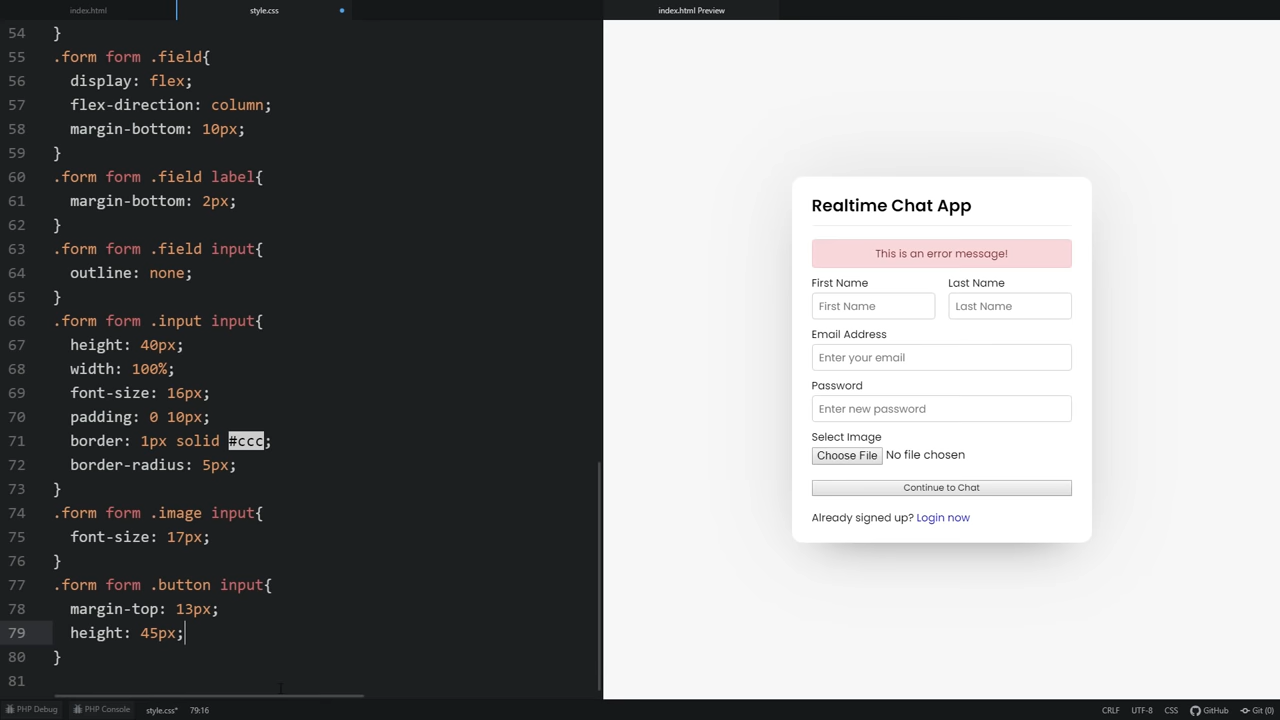 index.html
style.css
index.html Preview
54 }
55 .form form .field{
56 display: flex;
57 flex-direction: column;
58 margin-bottom: 10px;
59 }
60 .form form .field label{
61 margin-bottom: 2px;
62 }
63 .form form .field input{
64 outline: none;
65 }
66 .form form .input input{
67 height: 40px;
68 width: 100%;
69 font-size: 16px;
70 padding: 0 10px;
71 border: 1px solid #ccc;
72 border-radius: 5px;
73 }
74 .form form .image input{
75 font-size: 17px;
76 }
77 .form form .button input{
78 margin-top: 13px;
79 height: 45px;
80 }
81
Realtime Chat App
This is an error message!
First Name Last Name
First Name Last Name
Email Address
Enter your email
Password
Enter new password
Select Image
Choose File No file chosen
Continue to Chat
Already signed up? Login now
PHP Debug PHP Console style.css* 79:16 CRLF UTF-8 CSS GitHub Git (0)